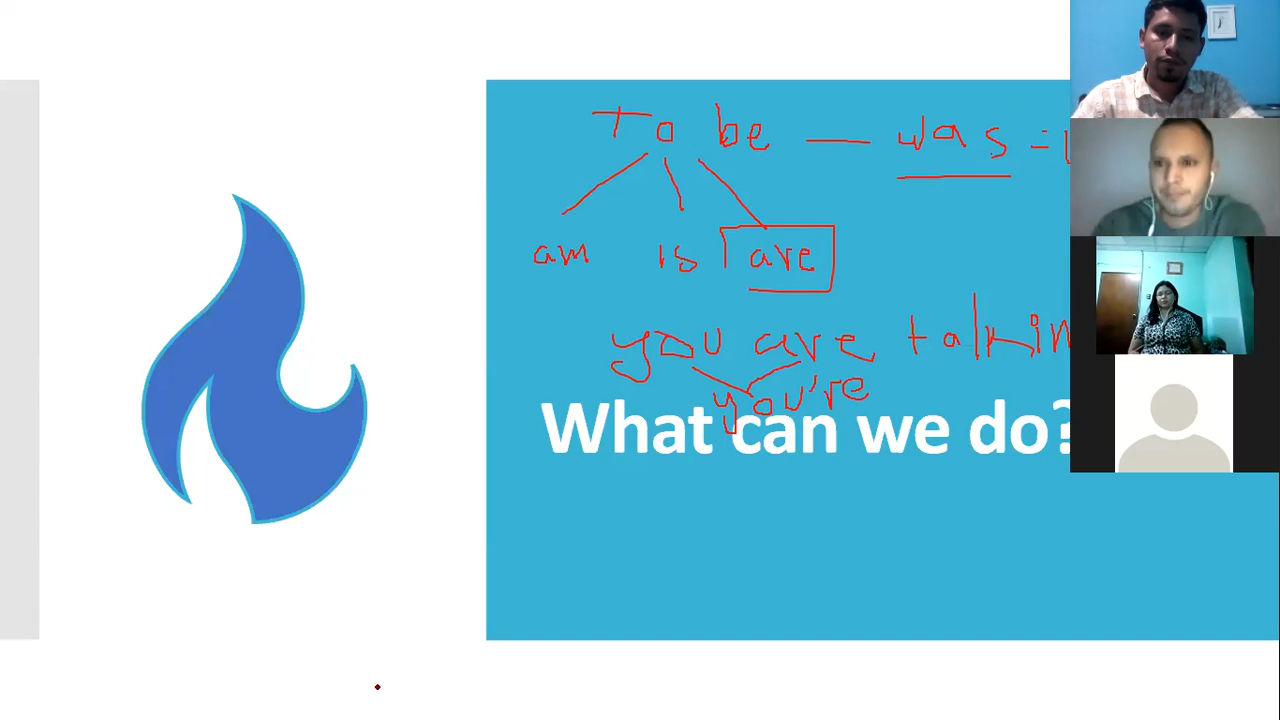 To be — was =
am is are
you are talkin
you're
What can we do?